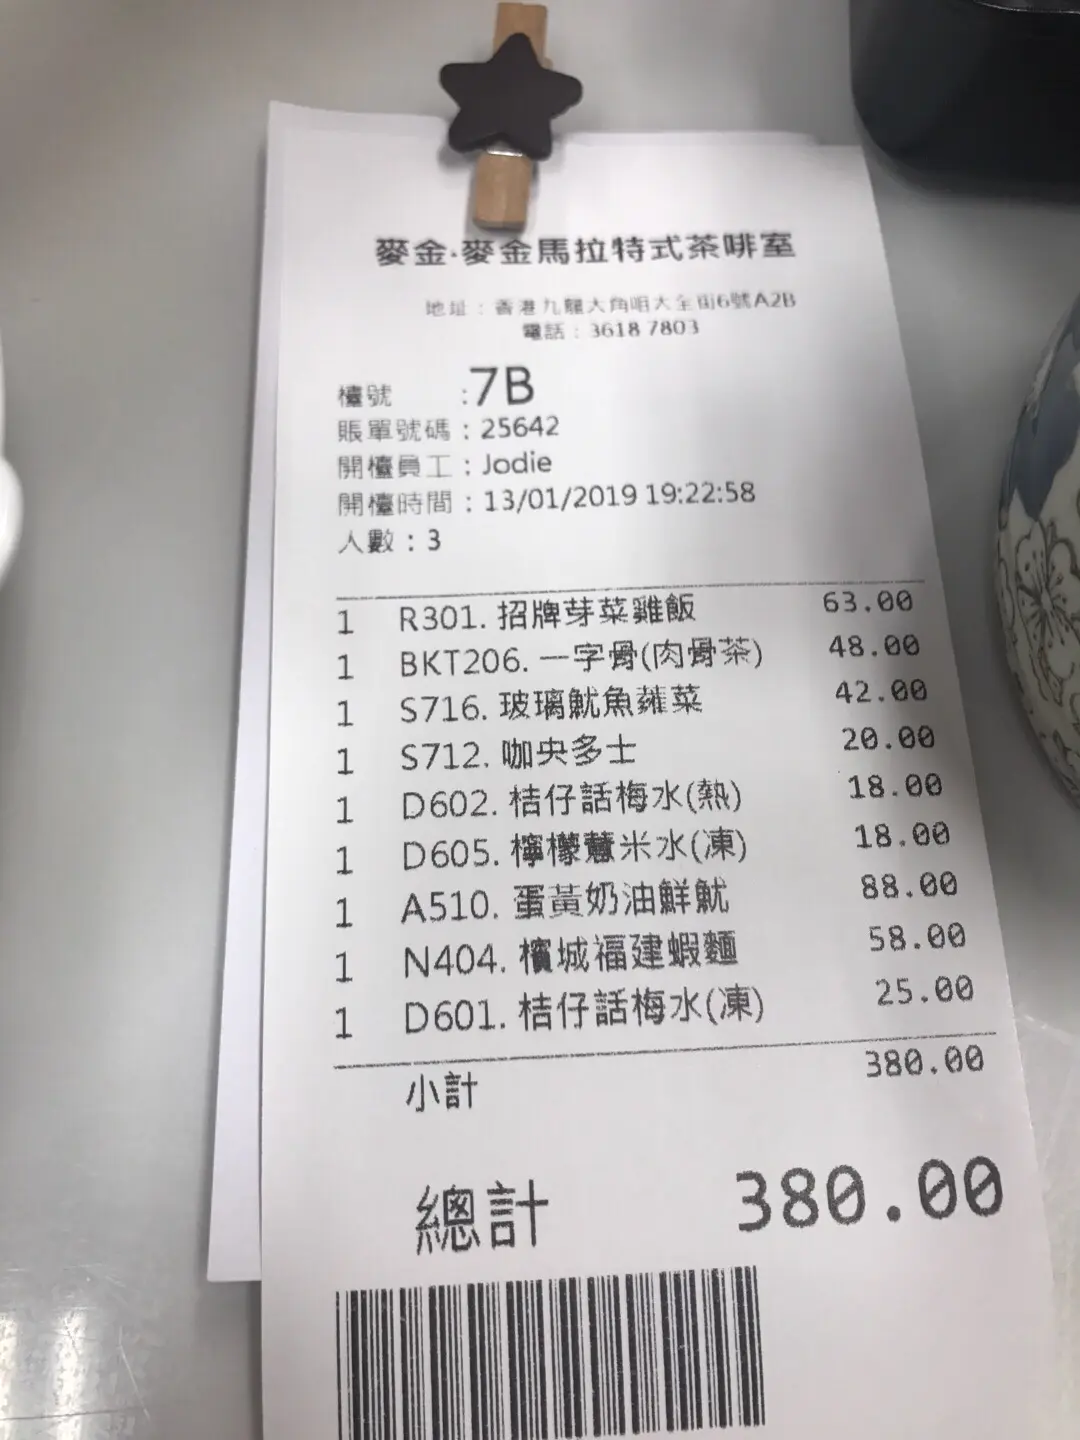 麥金·麥金馬拉特式茶啡室
地址：香港九龍大角咀大全街6號A2B
電話：3618 7803
檯號 :7B
賬單號碼：25642
開檯員工：Jodie
開檯時間：13/01/2019 19:22:58
人數：3
1 R301. 招牌芽菜雞飯 63.00
1 BKT206. 一字骨(肉骨茶) 48.00
1 S716. 玻璃魷魚蕹菜 42.00
1 S712. 咖央多士 20.00
1 D602. 桔仔話梅水(熱) 18.00
1 D605. 檸檬薏米水(凍) 18.00
1 A510. 蛋黃奶油鮮魷 88.00
1 N404. 檳城福建蝦麵 58.00
1 D601. 桔仔話梅水(凍) 25.00
小計 380.00
總計 380.00